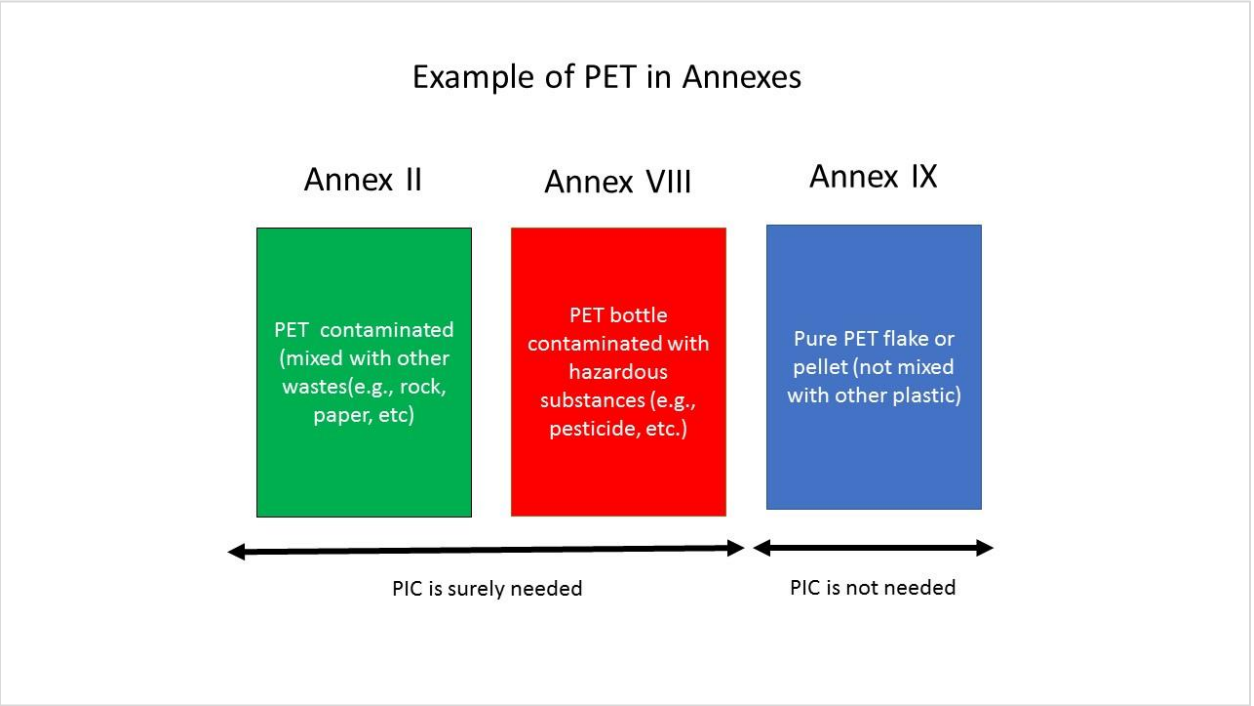 Example of PET in Annexes
Annex II
PET contaminated
(mixed with other
wastes(e.g., rock,
paper, etc)
Annex VIII
PET bottle
contaminated with
hazardous
substances (e.g.,
pesticide, etc.)
Annex IX
Pure PET flake or
pellet (not mixed
with other plastic)
PIC is surely needed
PIC is not needed